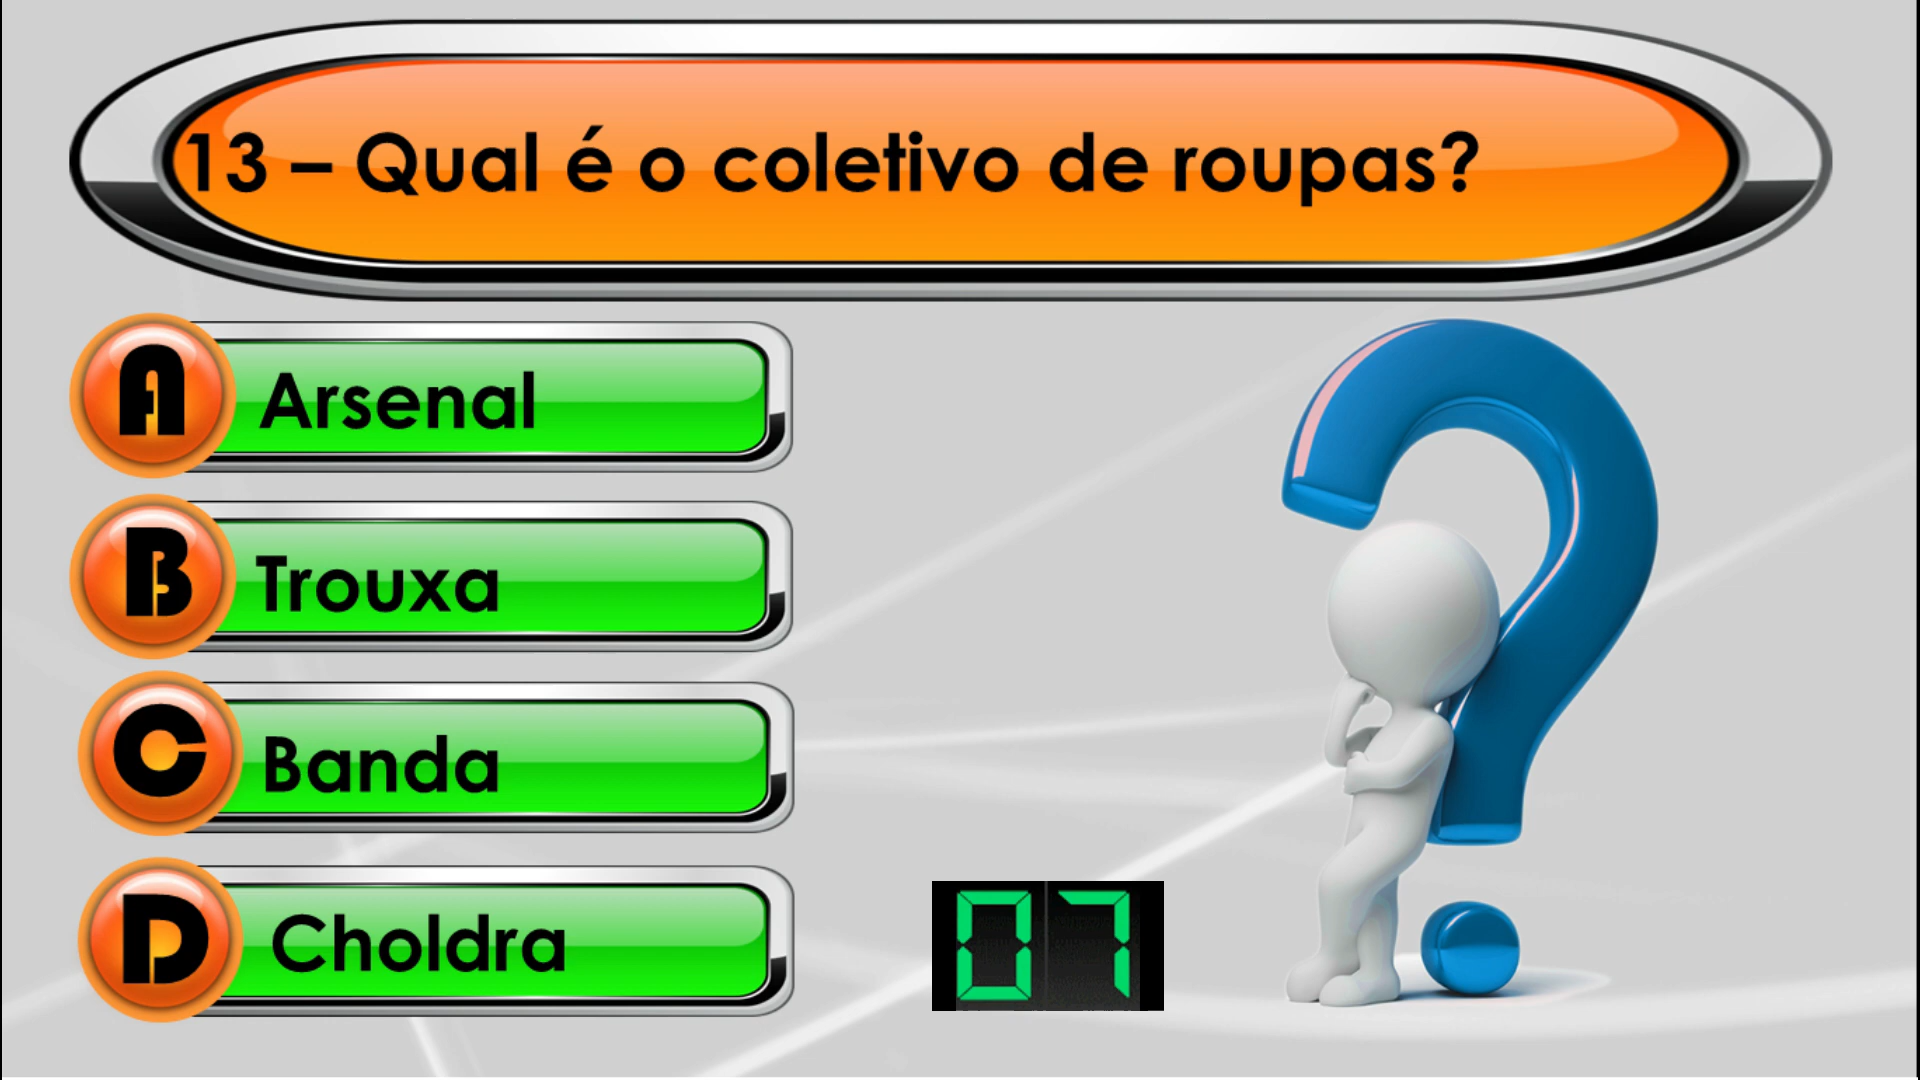 13 – Qual é o coletivo de roupas?
A Arsenal
B Trouxa
C Banda
D Choldra
07